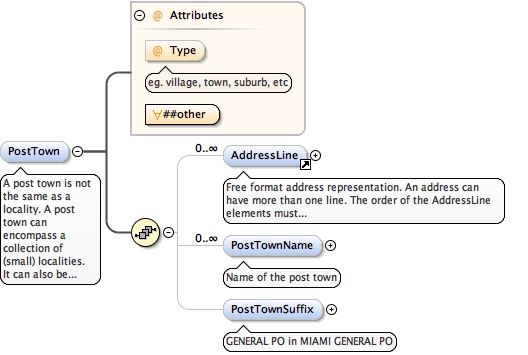 @ Attributes
@ Type
eg. village, town, suburb, etc
∀##other
PostTown
A post town is not
the same as a
locality. A post
town can
encompass a
collection of
(small) localities.
It can also be...
0..∞
AddressLine
Free format address representation. An address can
have more than one line. The order of the AddressLine
elements must...
0..∞
PostTownName
Name of the post town
PostTownSuffix
GENERAL PO in MIAMI GENERAL PO